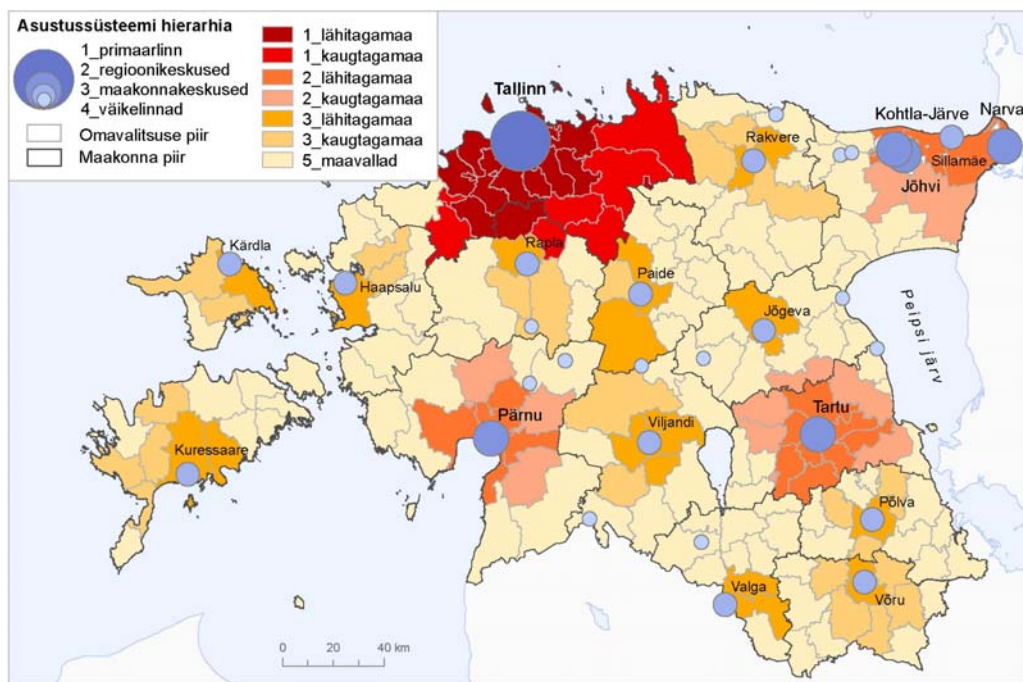 Asustussüsteemi hierarhia
1_primaarlinn
2_regioonikeskused
3_maakonnakeskused
4_väikelinnad
Omavalitsuse piir
Maakonna piir
1_lähitagamaa
1_kaugtagamaa
2_lähitagamaa
2_kaugtagamaa
3_lähitagamaa
3_kaugtagamaa
5_maavallad
Tallinn
Kohtla-Järve
Narva
Rakvere
Sillamäe
Jõhvi
Kärdla
Rapla
Haapsalu
Paide
Jõgeva
Peipsi järv
Pärnu
Tartu
Viljandi
Kuressaare
Põlva
Valga
Võru
0 20 40 km